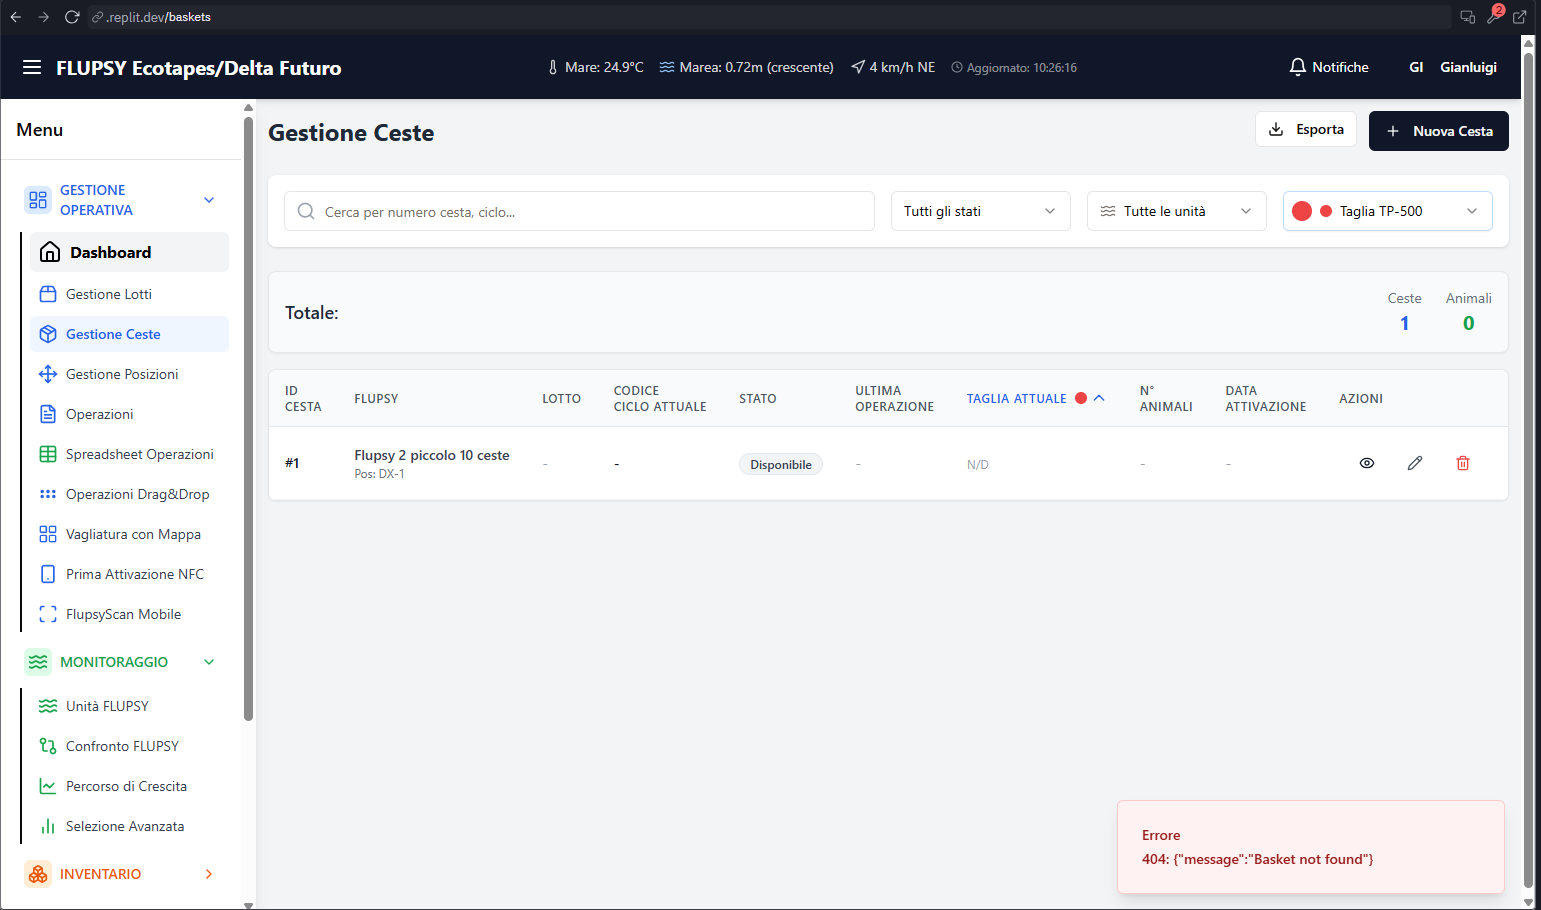 .replit.dev/baskets
2
FLUPSY Ecotapes/Delta Futuro
Mare: 24.9°C
Marea: 0.72m (crescente)
4 km/h NE
Aggiornato: 10:26:16
Notifiche
GI
Gianluigi
Menu
GESTIONE
OPERATIVA
Dashboard
Gestione Lotti
Gestione Ceste
Gestione Posizioni
Operazioni
Spreadsheet Operazioni
Operazioni Drag&Drop
Vagliatura con Mappa
Prima Attivazione NFC
FlupsyScan Mobile
MONITORAGGIO
Unità FLUPSY
Confronto FLUPSY
Percorso di Crescita
Selezione Avanzata
INVENTARIO
Gestione Ceste
Esporta
Nuova Cesta
Cerca per numero cesta, ciclo...
Tutti gli stati
Tutte le unità
Taglia TP-500
Totale:
Ceste
1
Animali
0
ID
CESTA
FLUPSY
LOTTO
CODICE
CICLO ATTUALE
STATO
ULTIMA
OPERAZIONE
TAGLIA ATTUALE
N°
ANIMALI
DATA
ATTIVAZIONE
AZIONI
#1
Flupsy 2 piccolo 10 ceste
Pos: DX-1
-
-
Disponibile
-
N/D
-
-
Errore
404: {"message":"Basket not found"}